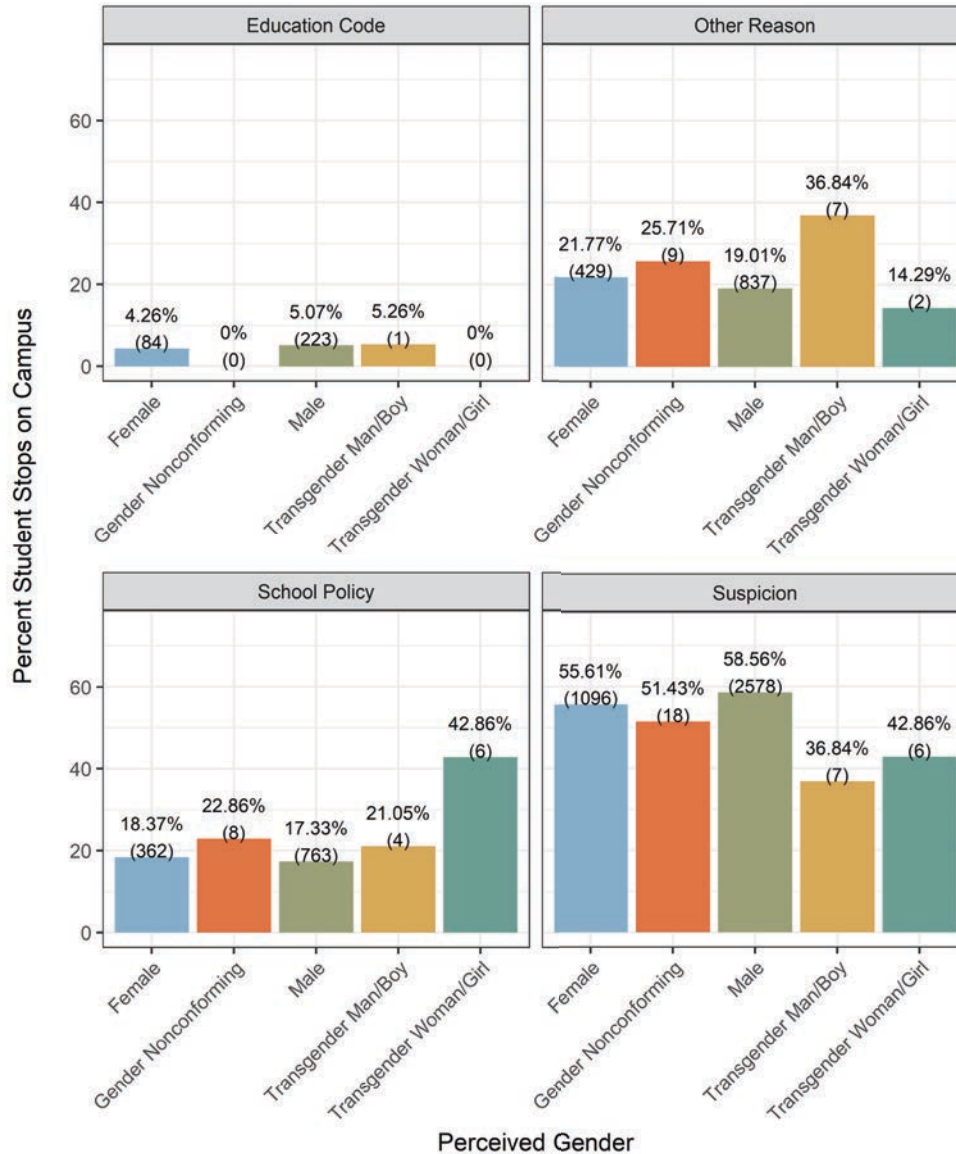 Education Code
Other Reason
Percent Student Stops on Campus
60
40
20
0
4.26%
(84)
0%
(0)
5.07%
(223)
5.26%
(1)
0%
(0)
21.77%
(429)
25.71%
(9)
19.01%
(837)
36.84%
(7)
14.29%
(2)
Female
Gender Nonconforming
Male
Transgender Man/Boy
Transgender Woman/Girl
Female
Gender Nonconforming
Male
Transgender Man/Boy
Transgender Woman/Girl
School Policy
Suspicion
60
40
20
0
18.37%
(362)
22.86%
(8)
17.33%
(763)
21.05%
(4)
42.86%
(6)
55.61%
(1096)
51.43%
(18)
58.56%
(2578)
36.84%
(7)
42.86%
(6)
Female
Gender Nonconforming
Male
Transgender Man/Boy
Transgender Woman/Girl
Female
Gender Nonconforming
Male
Transgender Man/Boy
Transgender Woman/Girl
Perceived Gender